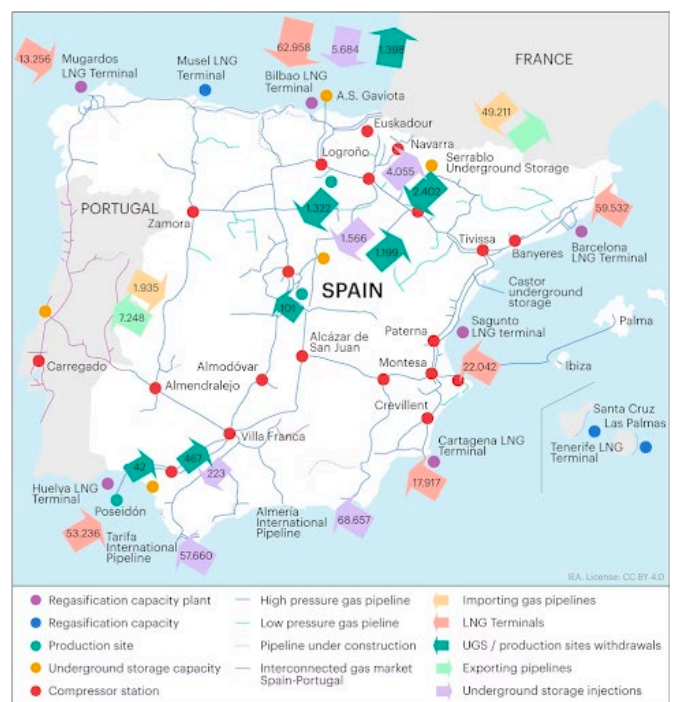 FRANCE
13.256
Mugardos
LNG Terminal
Musel LNG
Terminal
62.958
5.684
1.398
Bilbao LNG
Terminal
A.S. Gaviota
49.211
Euskadour
Logroño
Navarra
4.055
Serrablo
Underground Storage
2.402
1.322
PORTUGAL
Zamora
59.532
1.566
1.199
Tivissa
Banyeres
Barcelona
LNG Terminal
Castor
underground
storage
SPAIN
1.935
7.248
101
Palma
Sagunto
LNG terminal
Paterna
Alcázar de
San Juan
Carregado
Almodóvar
Montesa
22.042
Ibiza
Almendralejo
Crevillent
Santa Cruz
Las Palmas
Villa Franca
Tenerife LNG
Terminal
Cartagena LNG
Terminal
42
467
223
17.917
Huelva LNG
Terminal
Poseidón
53.236
Tarifa
International
Pipeline
57.660
Almería
International
Pipeline
68.657
IEA. License: CC BY 4.0
Regasification capacity plant
Regasification capacity
Production site
Underground storage capacity
Compressor station
High pressure gas pipeline
Low pressure gas pieline
Pipeline under construction
Interconnected gas market
Spain-Portugal
Importing gas pipelines
LNG Terminals
UGS / production sites withdrawals
Exporting pipelines
Underground storage injections